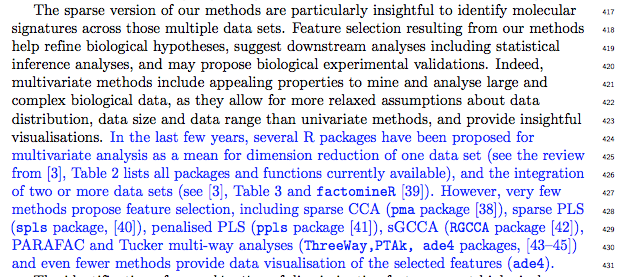 The sparse version of our methods are particularly insightful to identify molecular 417
signatures across those multiple data sets. Feature selection resulting from our methods 418
help refine biological hypotheses, suggest downstream analyses including statistical 419
inference analyses, and may propose biological experimental validations. Indeed, 420
multivariate methods include appealing properties to mine and analyse large and 421
complex biological data, as they allow for more relaxed assumptions about data 422
distribution, data size and data range than univariate methods, and provide insightful 423
visualisations. In the last few years, several R packages have been proposed for 424
multivariate analysis as a mean for dimension reduction of one data set (see the review 425
from [3], Table 2 lists all packages and functions currently available), and the integration 426
of two or more data sets (see [3], Table 3 and factomineR [39]). However, very few 427
methods propose feature selection, including sparse CCA (pma package [38]), sparse PLS 428
(spls package, [40]), penalised PLS (ppls package [41]), sGCCA (RGCCA package [42]), 429
PARAFAC and Tucker multi-way analyses (ThreeWay,PTAk, ade4 packages, [43–45]) 430
and even fewer methods provide data visualisation of the selected features (ade4). 431